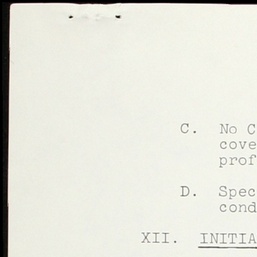 C. No C
cove
prof
D. Spec
cond
XII. INITIA